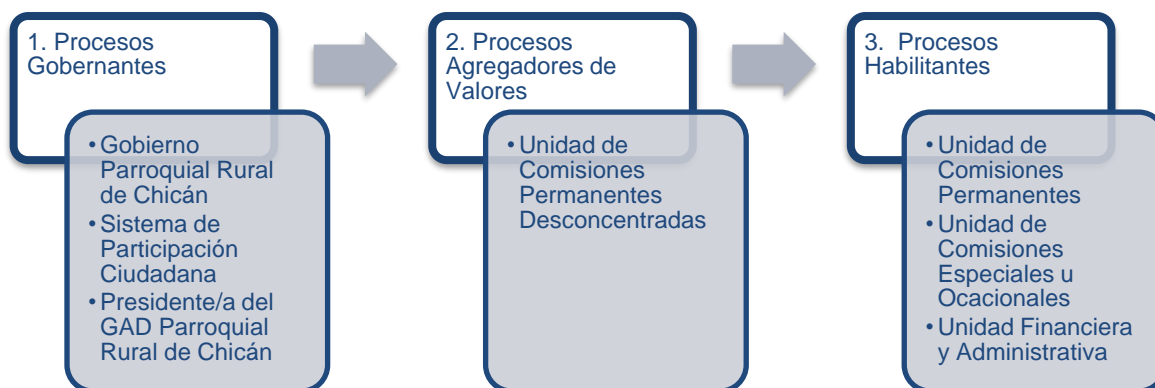 1. Procesos
Gobernantes
• Gobierno
Parroquial Rural
de Chicán
• Sistema de
Participación
Ciudadana
• Presidente/a del
GAD Parroquial
Rural de Chicán
2. Procesos
Agregadores de
Valores
• Unidad de
Comisiones
Permanentes
Desconcentradas
3. Procesos
Habilitantes
• Unidad de
Comisiones
Permanentes
• Unidad de
Comisiones
Especiales u
Ocacionales
• Unidad Financiera
y Administrativa